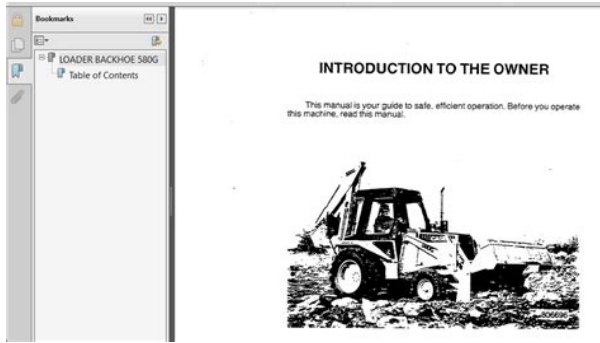 Bookmarks
LOADER BACKHOE 580G
Table of Contents
INTRODUCTION TO THE OWNER
This manual is your guide to safe, efficient operation. Before you operate
this machine, read this manual.
806696